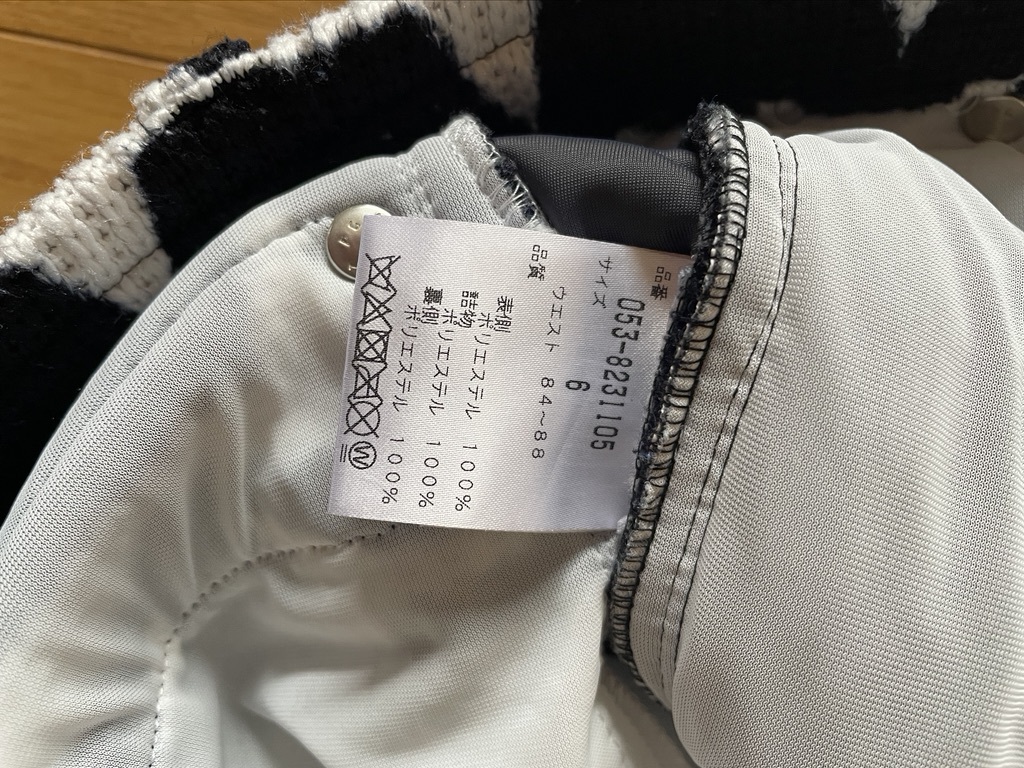 品番 053-8231105
サイズ 6
ウエスト 84~88
品質
表側 ポリエステル 100%
詰物 ポリエステル 100%
裏側 ポリエステル 100%
W